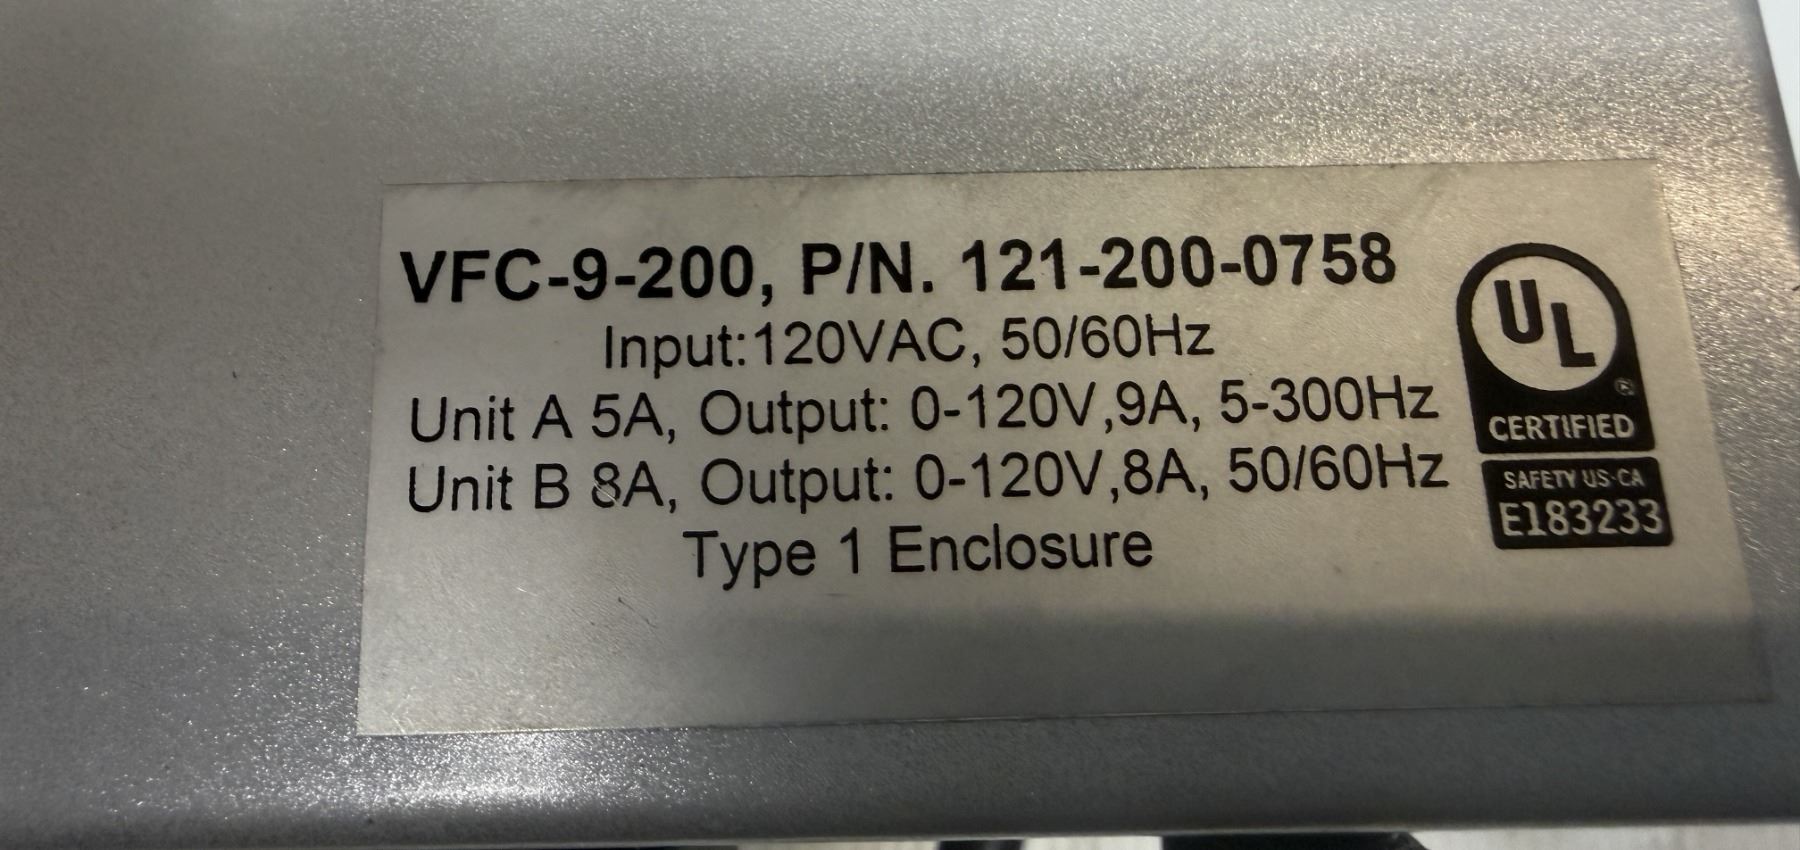 VFC-9-200, P/N. 121-200-0758
Input:120VAC, 50/60Hz
Unit A 5A, Output: 0-120V,9A, 5-300Hz
Unit B 8A, Output: 0-120V,8A, 50/60Hz
Type 1 Enclosure
UL
®
CERTIFIED
SAFETY US-CA
E183233